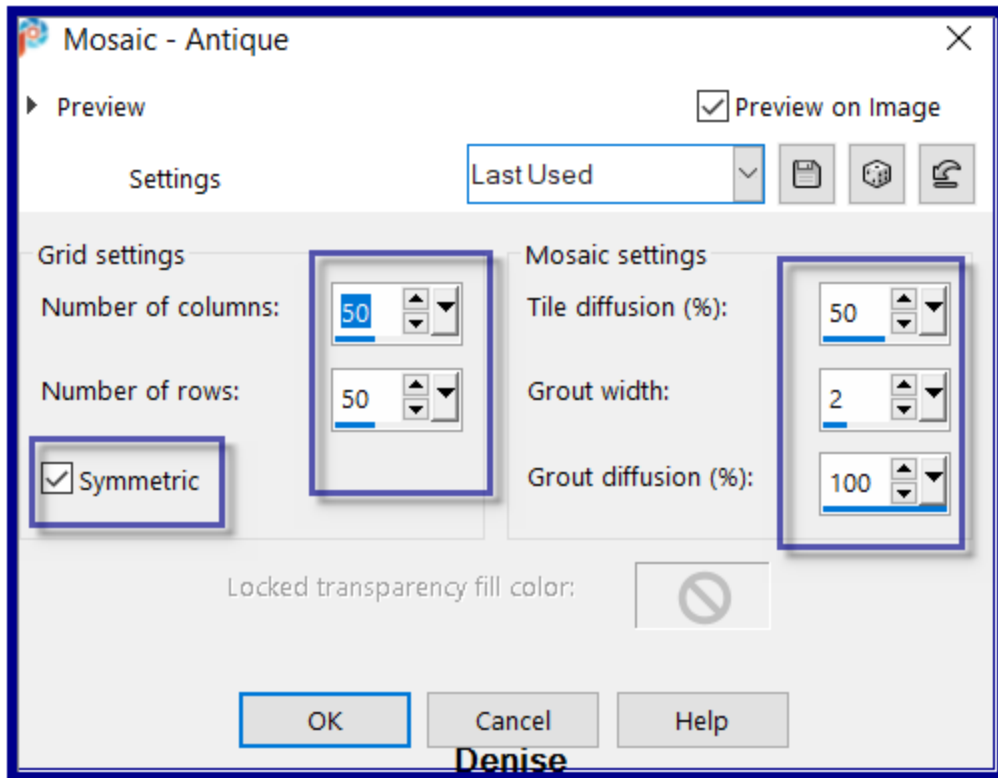 Mosaic - Antique
Preview
Preview on Image
Settings
Last Used
Grid settings
Number of columns:
50
Number of rows:
50
Symmetric
Mosaic settings
Tile diffusion (%):
50
Grout width:
2
Grout diffusion (%):
100
Locked transparency fill color:
OK
Cancel
Help
Denise